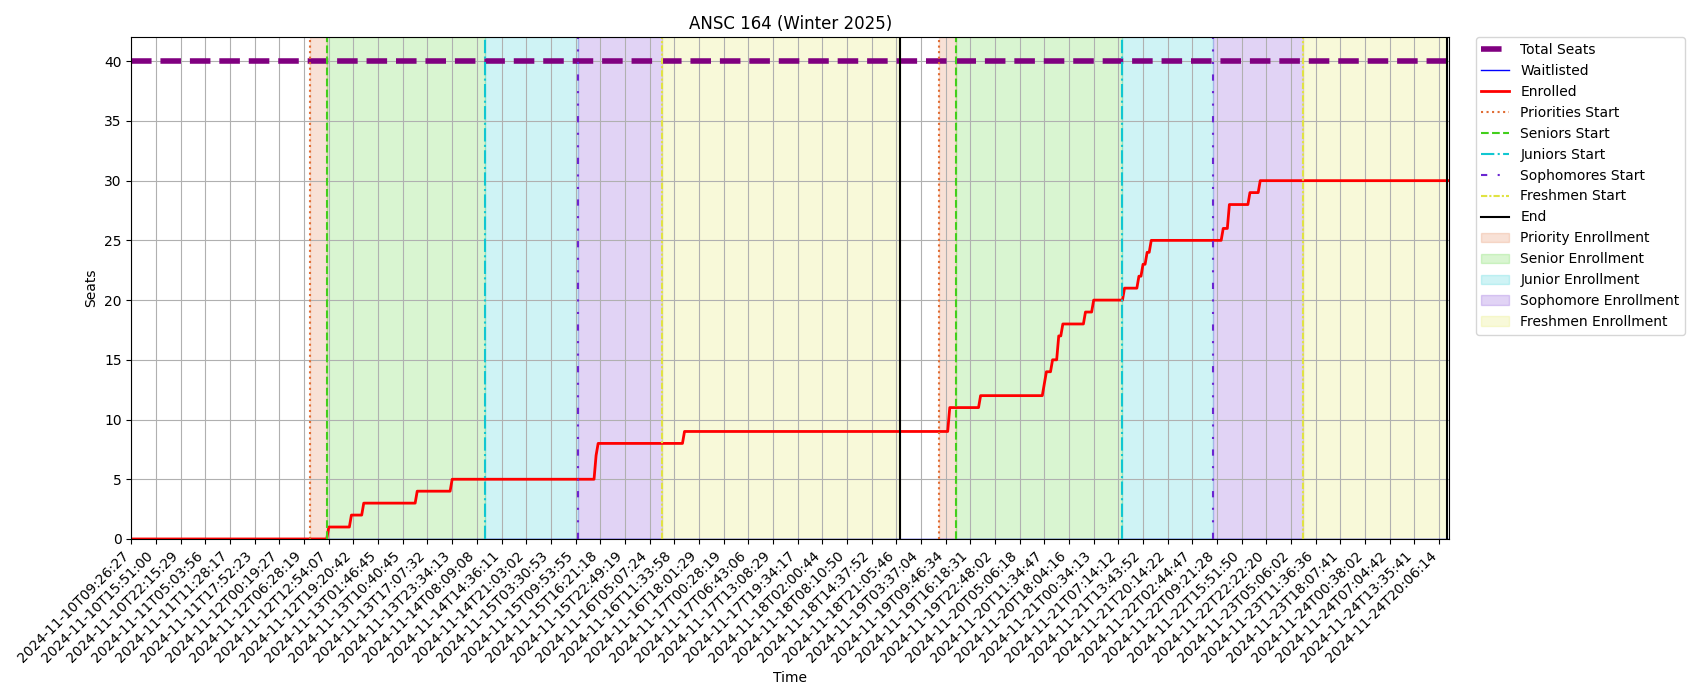 ANSC 164 (Winter 2025)
Seats
40
35
30
25
20
15
10
5
0
2024-11-10T09:26:27
2024-11-10T15:51:00
2024-11-10T22:15:29
2024-11-11T05:03:56
2024-11-11T11:28:17
2024-11-11T17:52:23
2024-11-12T00:19:27
2024-11-12T06:28:19
2024-11-12T12:54:07
2024-11-12T19:20:42
2024-11-13T01:46:45
2024-11-13T10:40:45
2024-11-13T17:07:32
2024-11-13T23:34:13
2024-11-14T08:09:08
2024-11-14T14:36:11
2024-11-14T21:03:02
2024-11-15T03:30:53
2024-11-15T09:53:55
2024-11-15T16:21:18
2024-11-15T22:49:19
2024-11-16T05:07:24
2024-11-16T11:33:58
2024-11-16T18:01:29
2024-11-17T00:28:19
2024-11-17T06:43:06
2024-11-17T13:08:29
2024-11-17T19:34:17
2024-11-18T02:00:44
2024-11-18T08:10:50
2024-11-18T14:37:52
2024-11-18T21:05:46
2024-11-19T03:37:04
2024-11-19T09:46:34
2024-11-19T16:18:31
2024-11-19T22:48:02
2024-11-20T05:06:18
2024-11-20T11:34:47
2024-11-20T18:04:16
2024-11-21T00:34:13
2024-11-21T07:14:12
2024-11-21T13:43:52
2024-11-21T20:14:22
2024-11-22T02:44:47
2024-11-22T09:21:28
2024-11-22T15:51:50
2024-11-22T22:22:20
2024-11-23T05:06:02
2024-11-23T11:36:36
2024-11-23T18:07:41
2024-11-24T00:38:02
2024-11-24T07:04:42
2024-11-24T13:35:41
2024-11-24T20:06:14
Time
Total Seats
Waitlisted
Enrolled
Priorities Start
Seniors Start
Juniors Start
Sophomores Start
Freshmen Start
End
Priority Enrollment
Senior Enrollment
Junior Enrollment
Sophomore Enrollment
Freshmen Enrollment